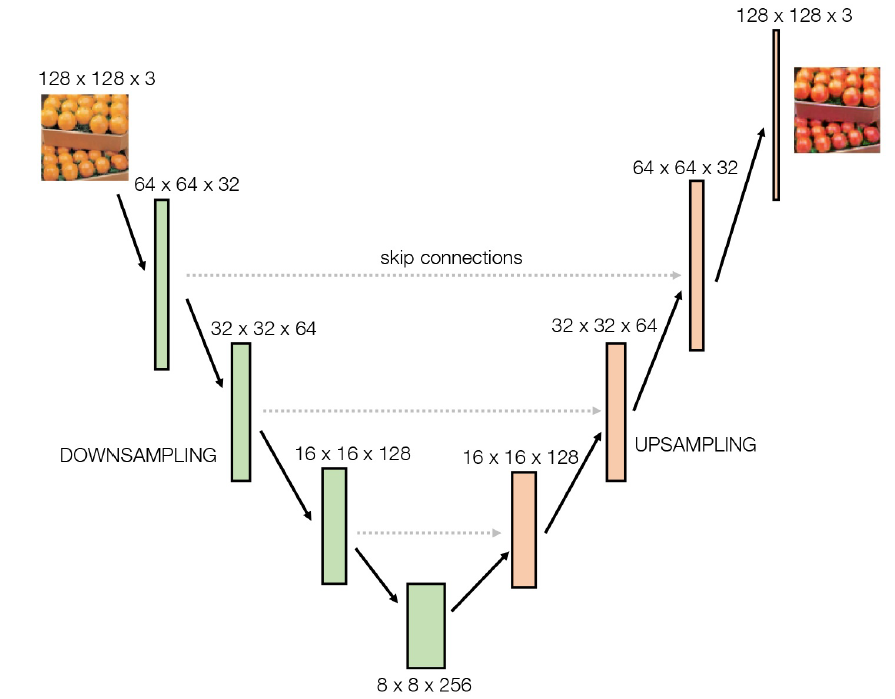 128 x 128 x 3
128 x 128 x 3
64 x 64 x 32
64 x 64 x 32
skip connections
32 x 32 x 64
32 x 32 x 64
DOWNSAMPLING
UPSAMPLING
16 x 16 x 128
16 x 16 x 128
8 x 8 x 256